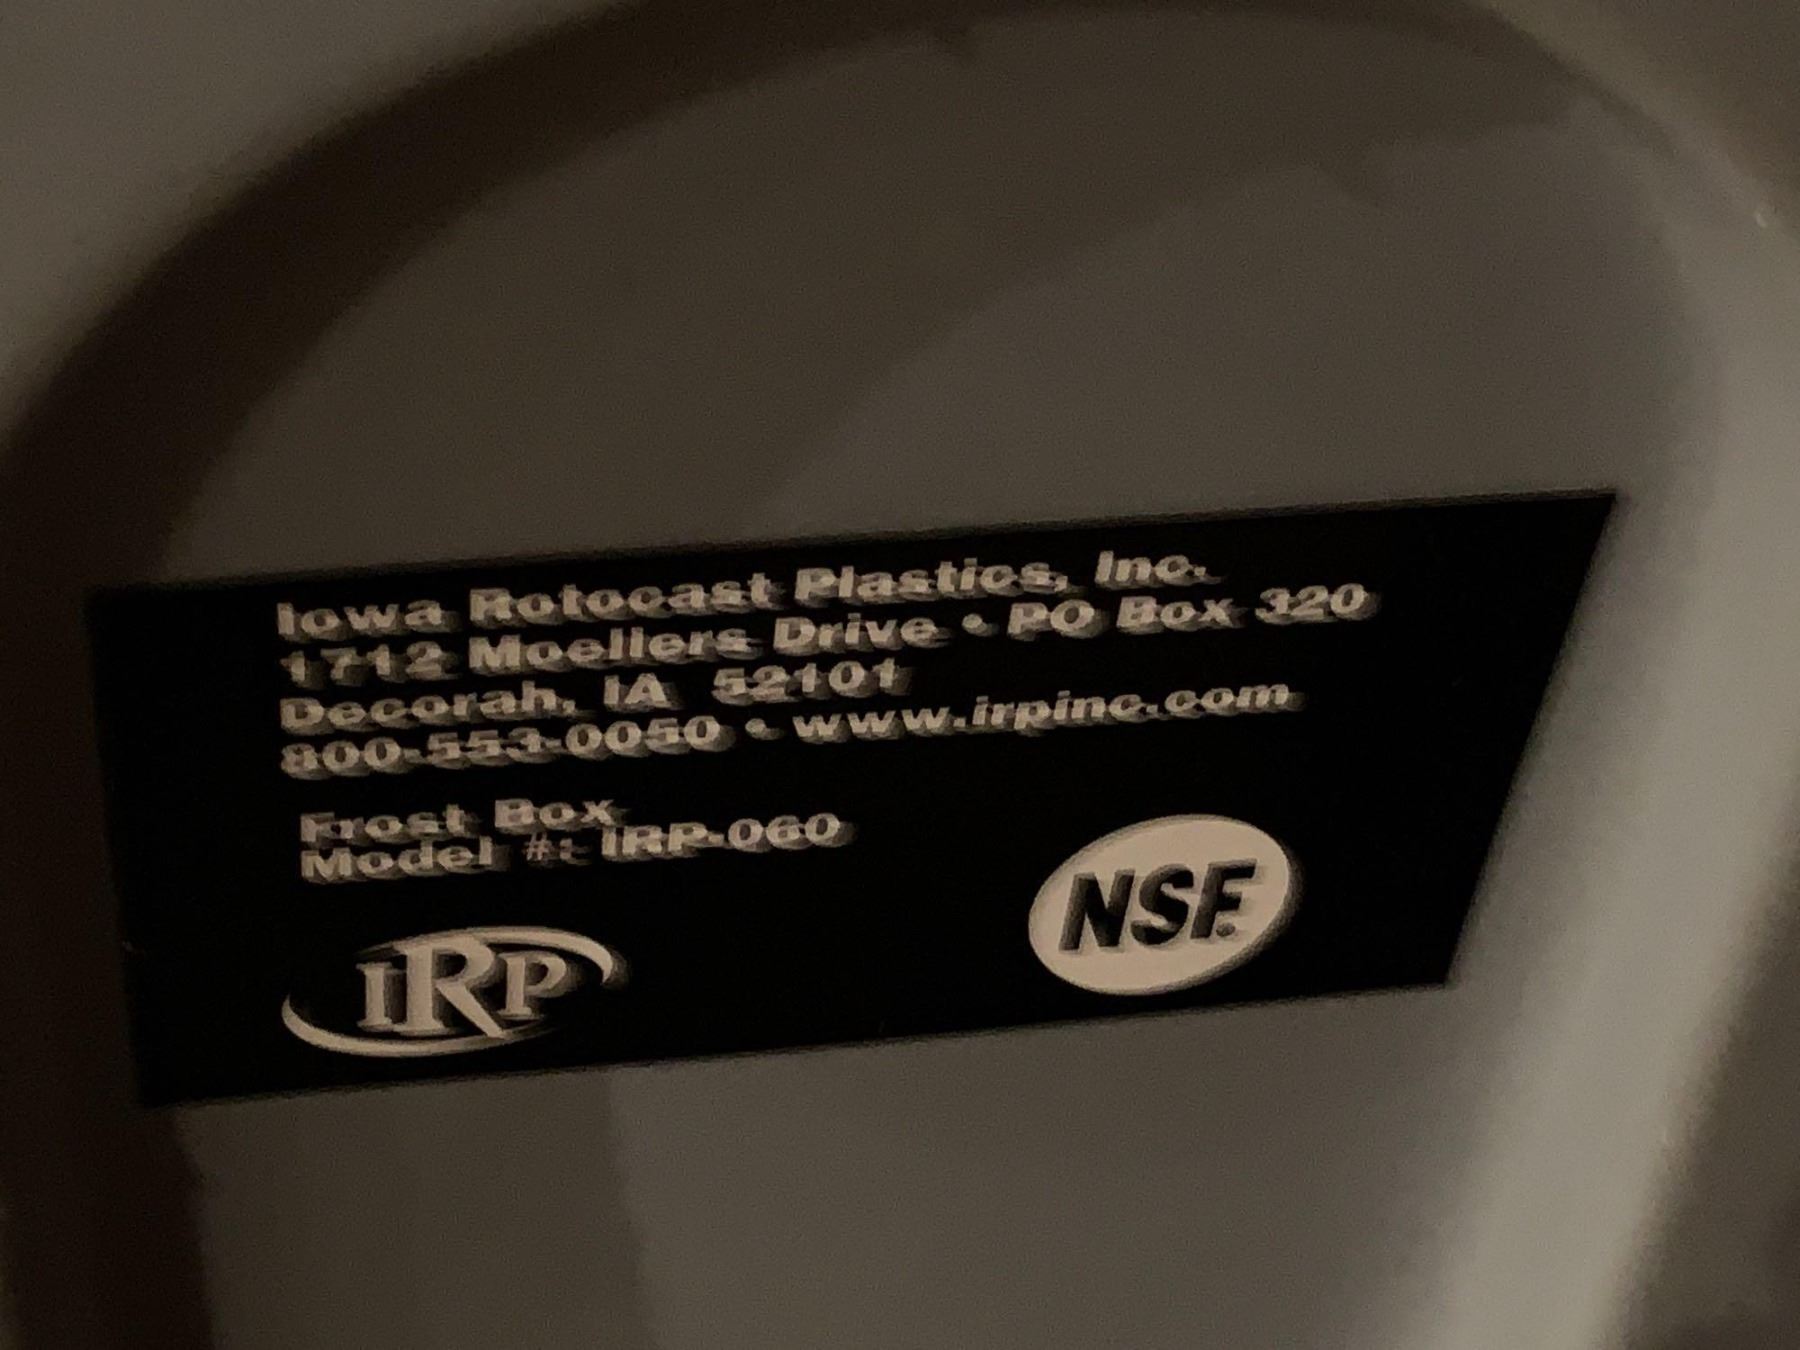 Iowa Rotocast Plastics, Inc.
1712 Moellers Drive • PO Box 320
Decorah, IA 52101
800-553-0050 • www.irpinc.com
Frost Box
Model #: IRP-060
IRP
NSF.